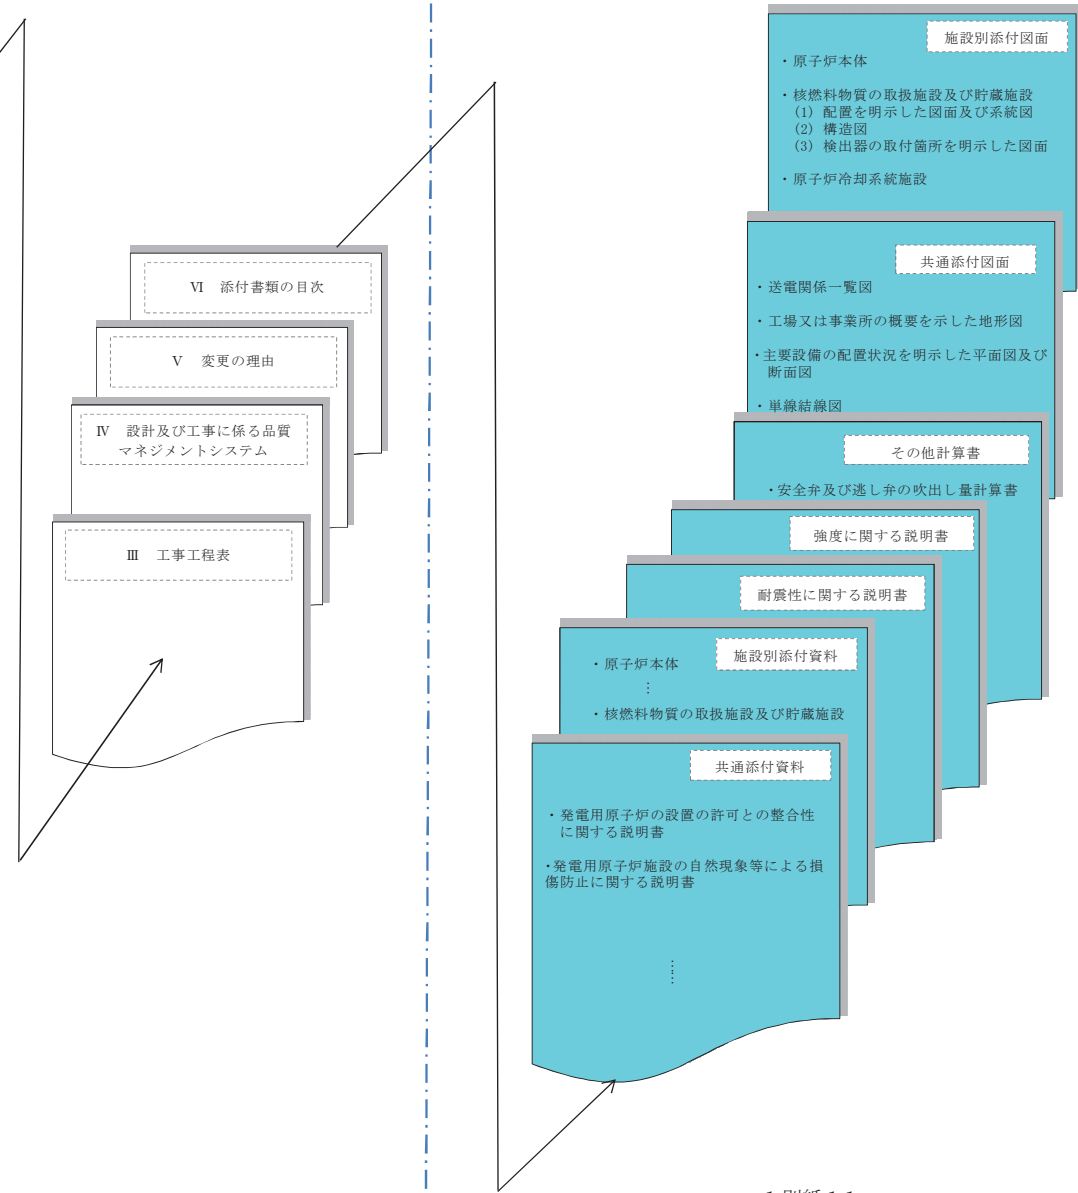 Ⅵ　添付書類の目次
Ⅴ　変更の理由
Ⅳ　設計及び工事に係る品質
マネジメントシステム
Ⅲ　工事工程表
施設別添付図面
・原子炉本体
・核燃料物質の取扱施設及び貯蔵施設
(1) 配置を明示した図面及び系統図
(2) 構造図
(3) 検出器の取付箇所を明示した図面
・原子炉冷却系統施設
共通添付図面
・送電関係一覧図
・工場又は事業所の概要を示した地形図
・主要設備の配置状況を明示した平面図及び
断面図
・単線結線図
その他計算書
・安全弁及び逃し弁の吹出し量計算書
強度に関する説明書
耐震性に関する説明書
施設別添付資料
・原子炉本体
⋮
・核燃料物質の取扱施設及び貯蔵施設
共通添付資料
・発電用原子炉の設置の許可との整合性
に関する説明書
・発電用原子炉施設の自然現象等による損
傷防止に関する説明書
⋮